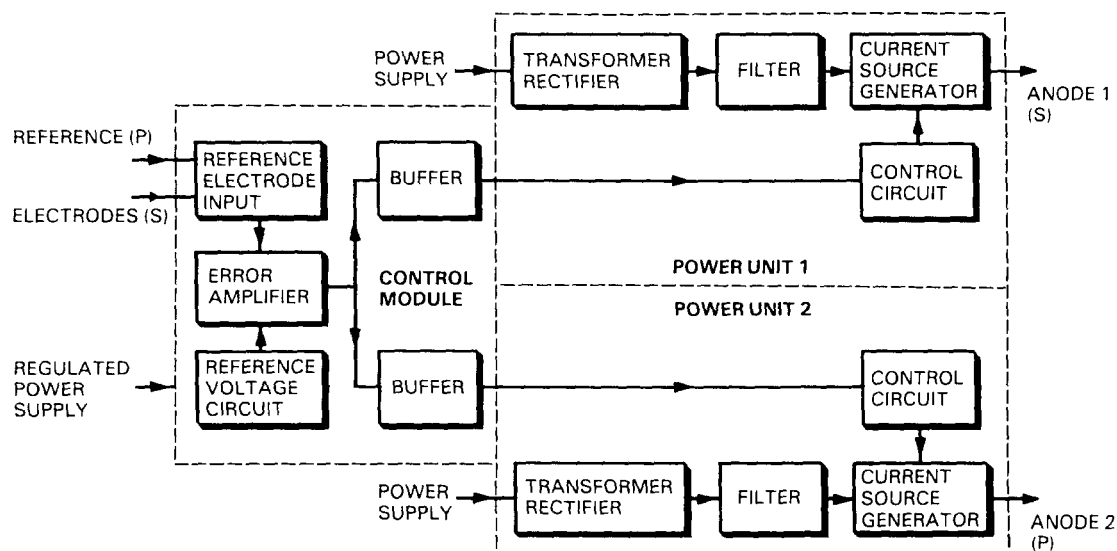 POWER
SUPPLY
TRANSFORMER
RECTIFIER
FILTER
CURRENT
SOURCE
GENERATOR
ANODE 1
(S)
REFERENCE (P)
ELECTRODES (S)
REFERENCE
ELECTRODE
INPUT
BUFFER
CONTROL
CIRCUIT
ERROR
AMPLIFIER
CONTROL
MODULE
POWER UNIT 1
POWER UNIT 2
REGULATED
POWER
SUPPLY
REFERENCE
VOLTAGE
CIRCUIT
BUFFER
CONTROL
CIRCUIT
POWER
SUPPLY
TRANSFORMER
RECTIFIER
FILTER
CURRENT
SOURCE
GENERATOR
ANODE 2
(P)